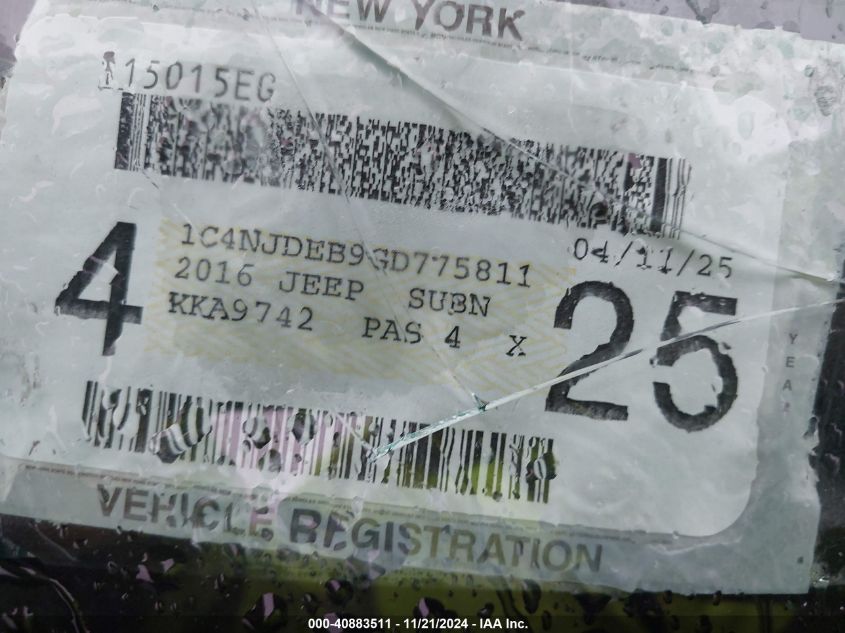 NEW YORK
15015EG
1C4NJDEB9GD775811
04/11/25
2016 JEEP SUBN
KKA9742 PAS 4 X
4
25
YEAR
VEHICLE REGISTRATION
000-40883511 - 11/21/2024 - IAA Inc.